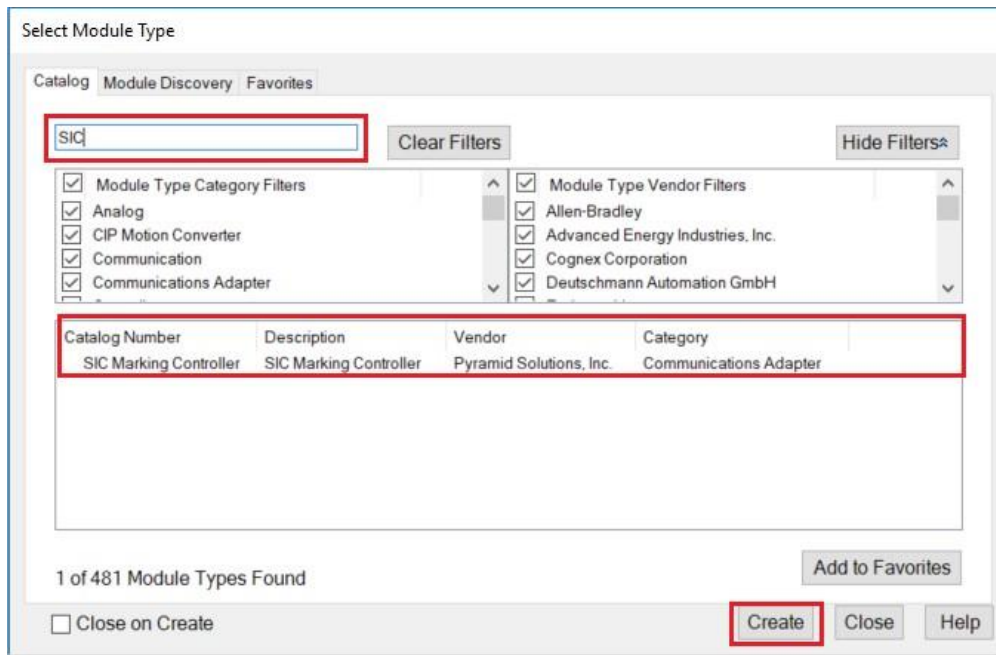 Select Module Type
Catalog Module Discovery Favorites
SIC Clear Filters Hide Filters
Module Type Category Filters Module Type Vendor Filters
Analog Allen-Bradley
CIP Motion Converter Advanced Energy Industries, Inc.
Communication Cognex Corporation
Communications Adapter Deutschmann Automation GmbH
Catalog Number Description Vendor Category
SIC Marking Controller SIC Marking Controller Pyramid Solutions, Inc. Communications Adapter
1 of 481 Module Types Found Add to Favorites
Close on Create Create Close Help